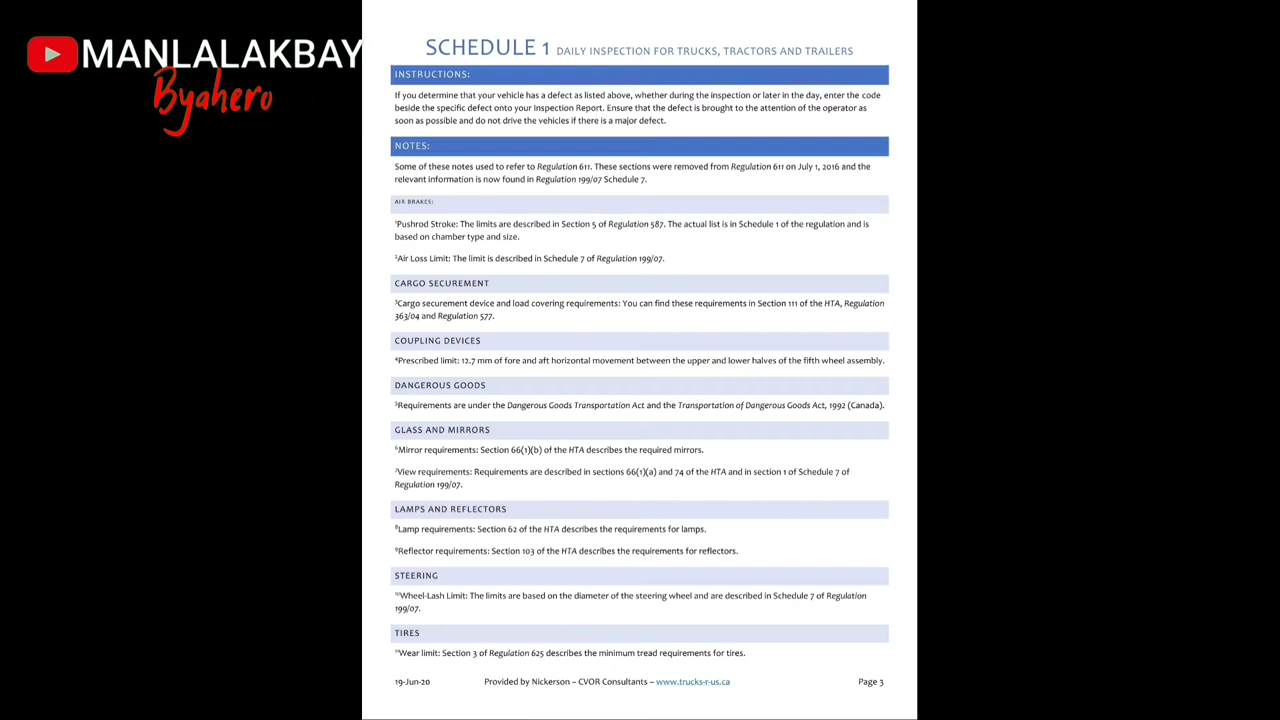 MANLALAKBAY
Byahero
SCHEDULE 1 DAILY INSPECTION FOR TRUCKS, TRACTORS AND TRAILERS
INSTRUCTIONS:
If you determine that your vehicle has a defect as listed above, whether during the inspection or later in the day, enter the code
beside the specific defect onto your Inspection Report. Ensure that the defect is brought to the attention of the operator as
soon as possible and do not drive the vehicles if there is a major defect.
NOTES:
Some of these notes used to refer to Regulation 611. These sections were removed from Regulation 611 on July 1, 2016 and the
relevant information is now found in Regulation 199/07 Schedule 7.
AIR BRAKES:
¹Pushrod Stroke: The limits are described in Section 5 of Regulation 587. The actual list is in Schedule 1 of the regulation and is
based on chamber type and size.
²Air Loss Limit: The limit is described in Schedule 7 of Regulation 199/07.
CARGO SECUREMENT
³Cargo securement device and load covering requirements: You can find these requirements in Section 111 of the HTA, Regulation
363/04 and Regulation 577.
COUPLING DEVICES
⁴Prescribed limit: 12.7 mm of fore and aft horizontal movement between the upper and lower halves of the fifth wheel assembly.
DANGEROUS GOODS
⁵Requirements are under the Dangerous Goods Transportation Act and the Transportation of Dangerous Goods Act, 1992 (Canada).
GLASS AND MIRRORS
⁶Mirror requirements: Section 66(1)(b) of the HTA describes the required mirrors.
⁷View requirements: Requirements are described in sections 66(1)(a) and 74 of the HTA and in section 1 of Schedule 7 of
Regulation 199/07.
LAMPS AND REFLECTORS
⁸Lamp requirements: Section 62 of the HTA describes the requirements for lamps.
⁹Reflector requirements: Section 103 of the HTA describes the requirements for reflectors.
STEERING
¹⁰Wheel-Lash Limit: The limits are based on the diameter of the steering wheel and are described in Schedule 7 of Regulation
199/07.
TIRES
¹¹Wear limit: Section 3 of Regulation 625 describes the minimum tread requirements for tires.
19-Jun-20 Provided by Nickerson – CVOR Consultants – www.trucks-r-us.ca Page 3